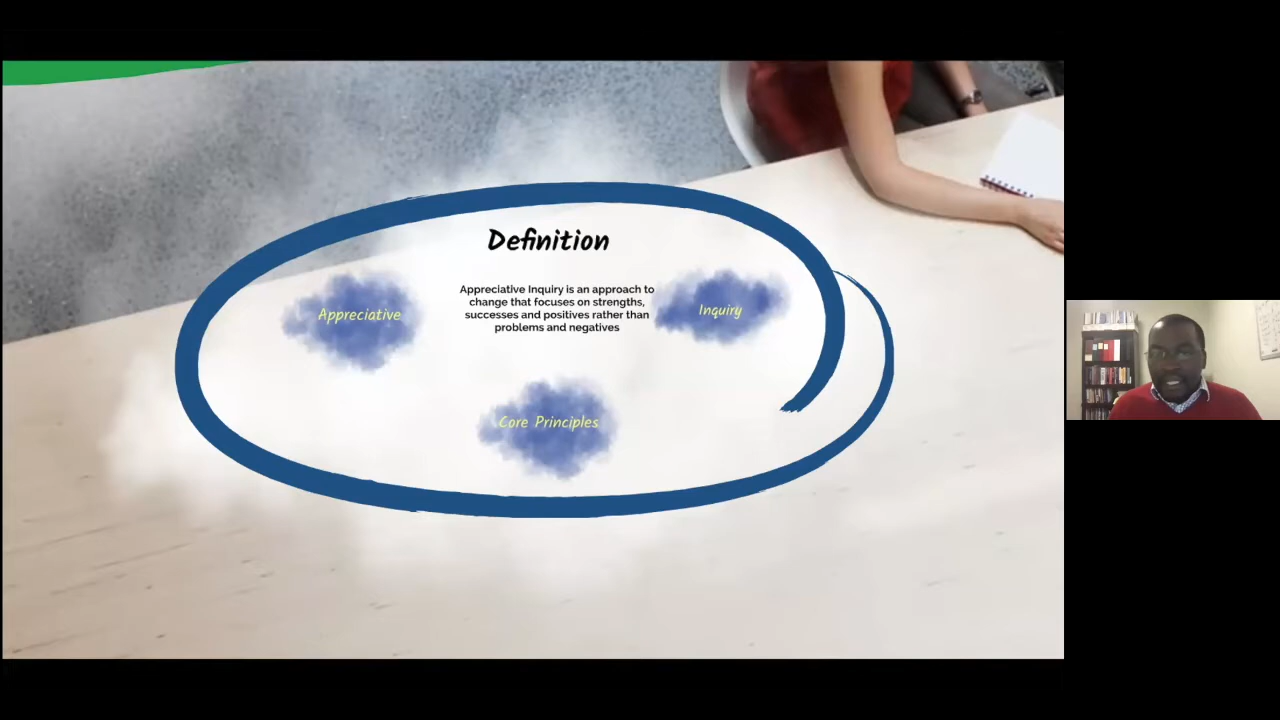 Definition
Appreciative
Appreciative Inquiry is an approach to
change that focuses on strengths,
successes and positives rather than
problems and negatives
Inquiry
Core Principles